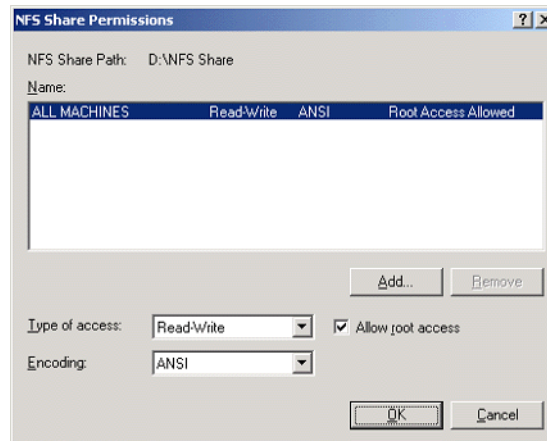 NFS Share Permissions
NFS Share Path: D:\NFS Share
Name:
ALL MACHINES Read-Write ANSI Root Access Allowed
Add... Remove
Type of access: Read-Write Allow root access
Encoding: ANSI
OK Cancel